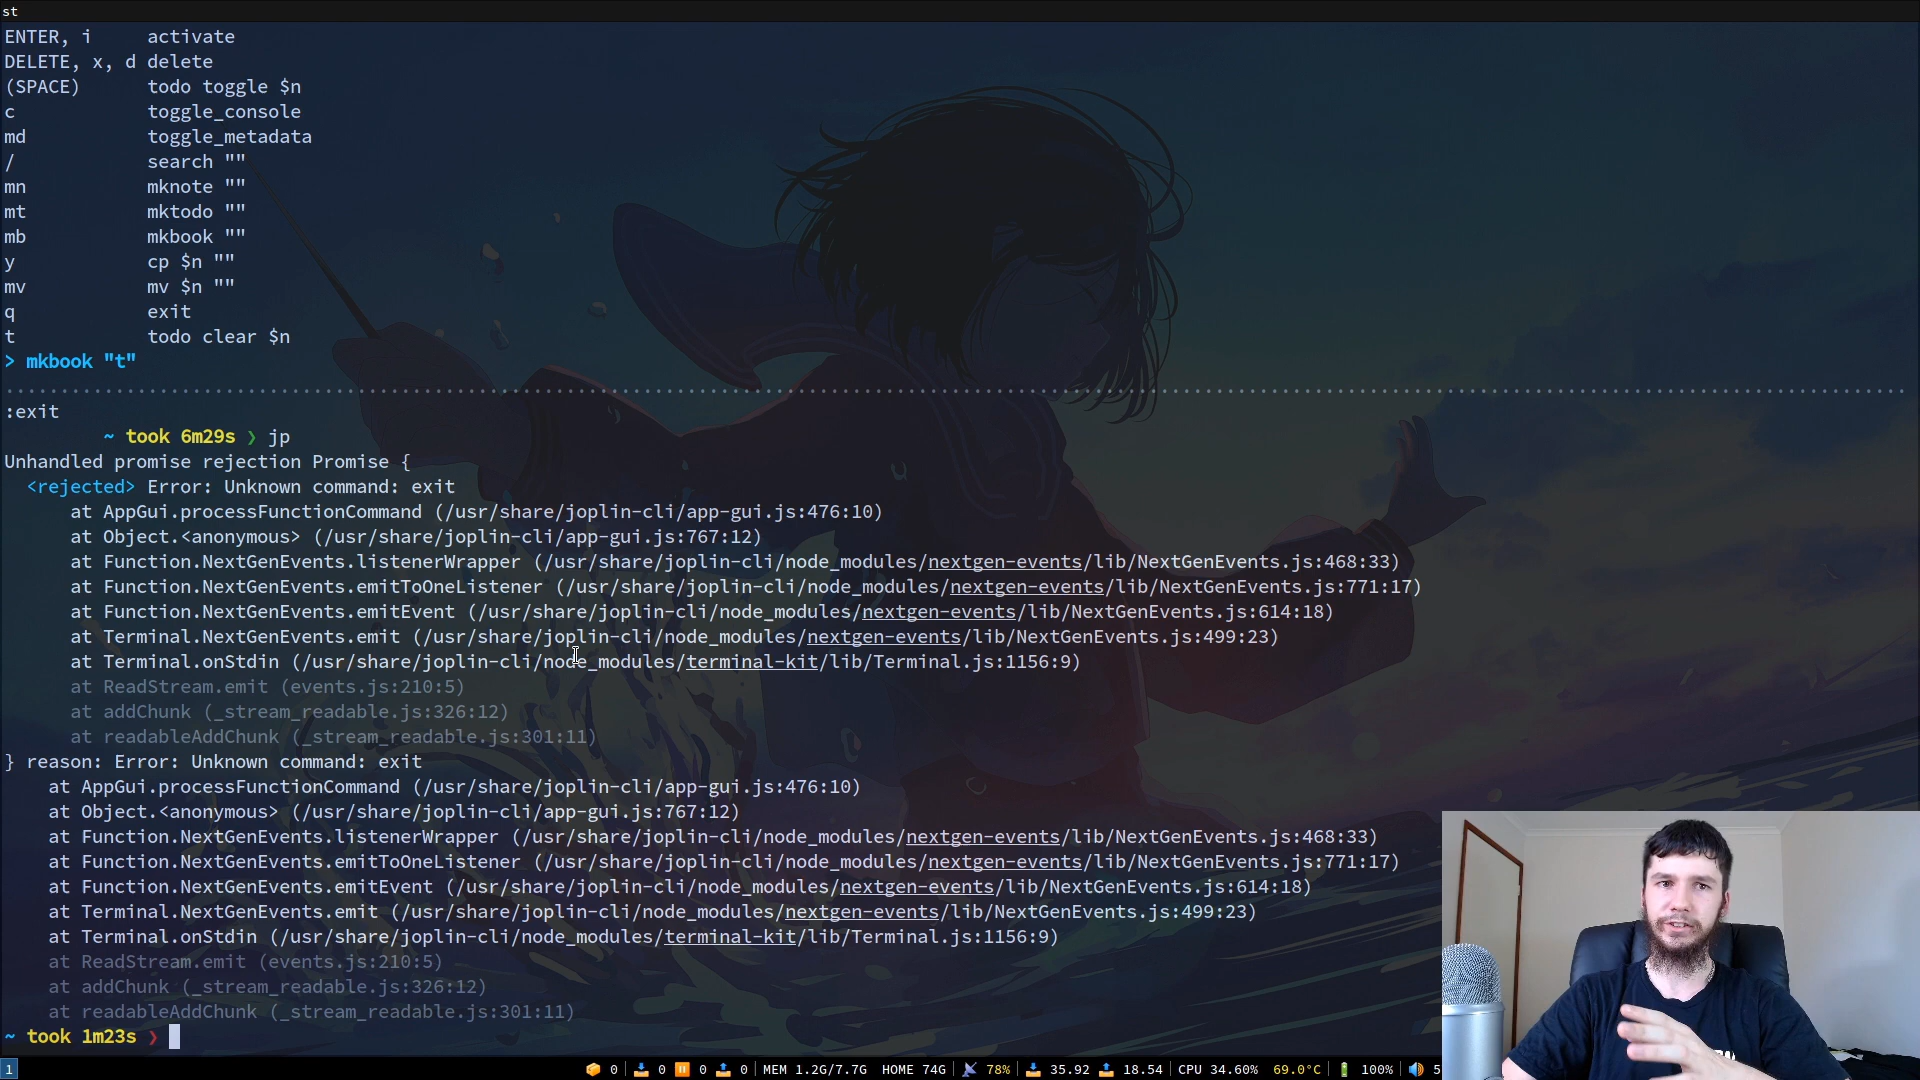 st
ENTER, i activate
DELETE, x, d delete
(SPACE) todo toggle $n
c toggle_console
md toggle_metadata
/ search ""
mn mknote ""
mt mktodo ""
mb mkbook ""
y cp $n ""
mv mv $n ""
q exit
t todo clear $n
> mkbook "t"
:exit
~ took 6m29s ❯ jp
Unhandled promise rejection Promise {
<rejected> Error: Unknown command: exit
at AppGui.processFunctionCommand (/usr/share/joplin-cli/app-gui.js:476:10)
at Object.<anonymous> (/usr/share/joplin-cli/app-gui.js:767:12)
at Function.NextGenEvents.listenerWrapper (/usr/share/joplin-cli/node_modules/nextgen-events/lib/NextGenEvents.js:468:33)
at Function.NextGenEvents.emitToOneListener (/usr/share/joplin-cli/node_modules/nextgen-events/lib/NextGenEvents.js:771:17)
at Function.NextGenEvents.emitEvent (/usr/share/joplin-cli/node_modules/nextgen-events/lib/NextGenEvents.js:614:18)
at Terminal.NextGenEvents.emit (/usr/share/joplin-cli/node_modules/nextgen-events/lib/NextGenEvents.js:499:23)
at Terminal.onStdin (/usr/share/joplin-cli/node_modules/terminal-kit/lib/Terminal.js:1156:9)
at ReadStream.emit (events.js:210:5)
at addChunk (_stream_readable.js:326:12)
at readableAddChunk (_stream_readable.js:301:11)
} reason: Error: Unknown command: exit
at AppGui.processFunctionCommand (/usr/share/joplin-cli/app-gui.js:476:10)
at Object.<anonymous> (/usr/share/joplin-cli/app-gui.js:767:12)
at Function.NextGenEvents.listenerWrapper (/usr/share/joplin-cli/node_modules/nextgen-events/lib/NextGenEvents.js:468:33)
at Function.NextGenEvents.emitToOneListener (/usr/share/joplin-cli/node_modules/nextgen-events/lib/NextGenEvents.js:771:17)
at Function.NextGenEvents.emitEvent (/usr/share/joplin-cli/node_modules/nextgen-events/lib/NextGenEvents.js:614:18)
at Terminal.NextGenEvents.emit (/usr/share/joplin-cli/node_modules/nextgen-events/lib/NextGenEvents.js:499:23)
at Terminal.onStdin (/usr/share/joplin-cli/node_modules/terminal-kit/lib/Terminal.js:1156:9)
at ReadStream.emit (events.js:210:5)
at addChunk (_stream_readable.js:326:12)
at readableAddChunk (_stream_readable.js:301:11)
~ took 1m23s ❯
1 0 | 0 0 0 | MEM 1.2G/7.7G HOME 74G | 78% | 35.92 18.54 | CPU 34.60% 69.0°C | 100% | 5